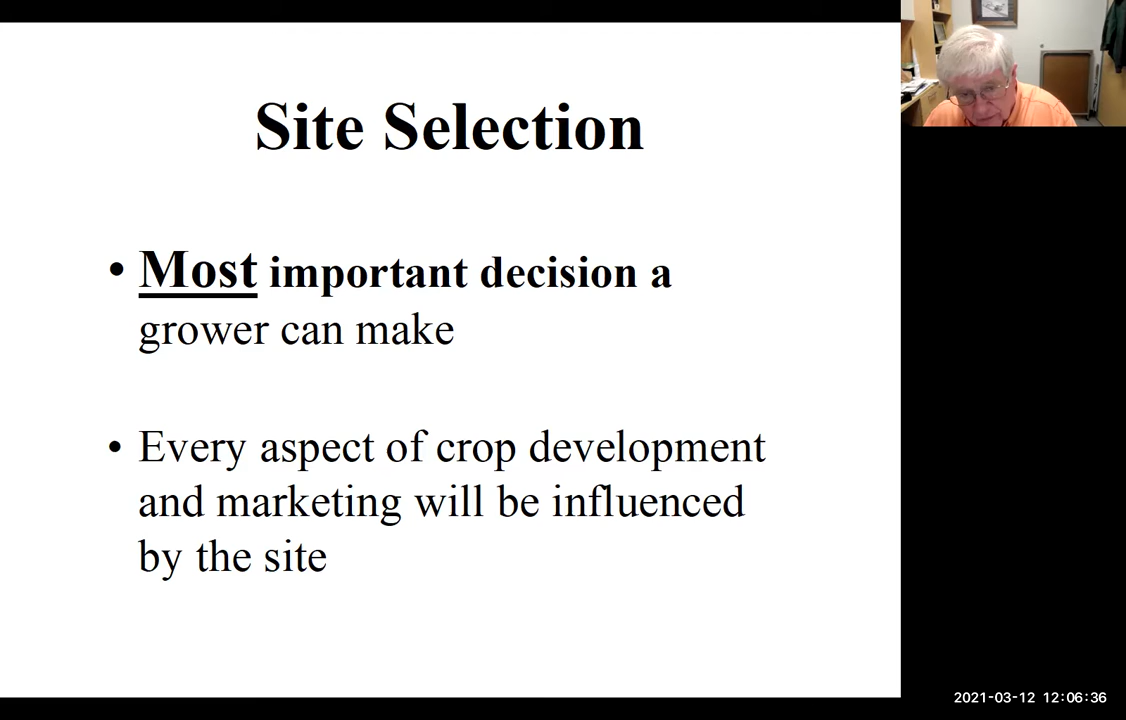 Site Selection
• Most important decision a
grower can make
• Every aspect of crop development
and marketing will be influenced
by the site
2021-03-12 12:06:36